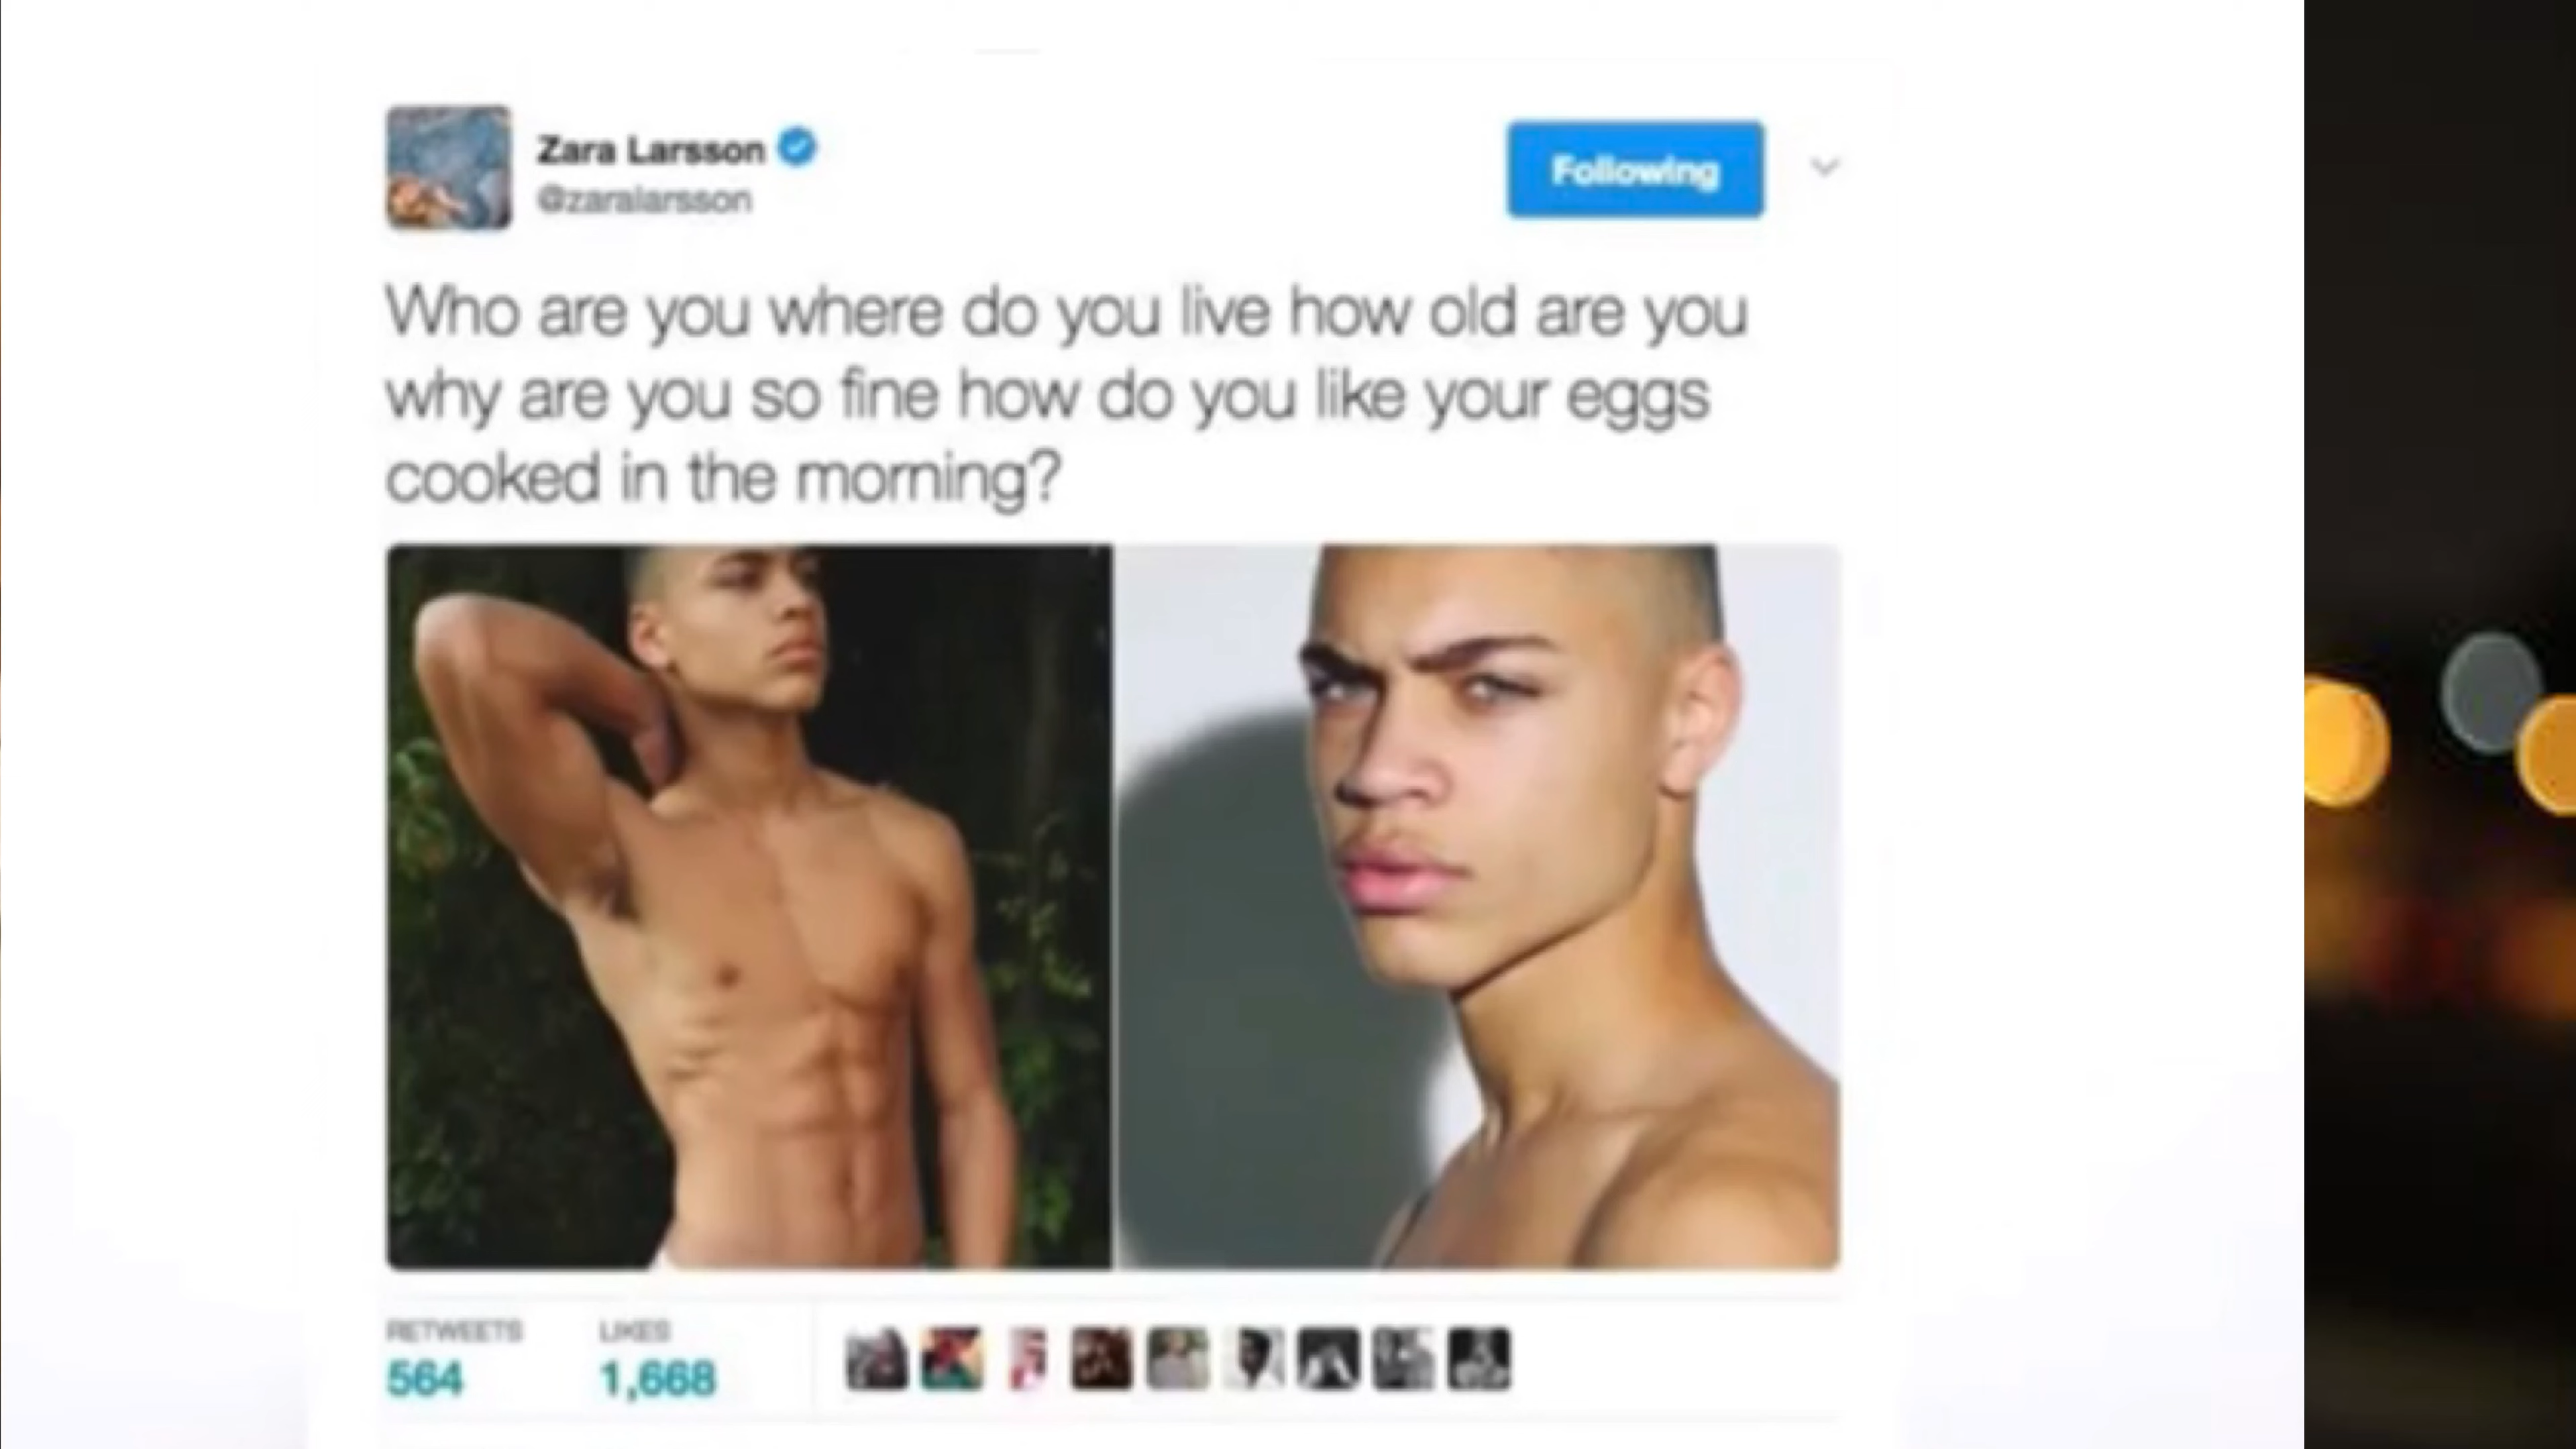 Zara Larsson
@zaralarsson
Following
Who are you where do you live how old are you
why are you so fine how do you like your eggs
cooked in the morning?
RETWEETS LIKES
564 1,668